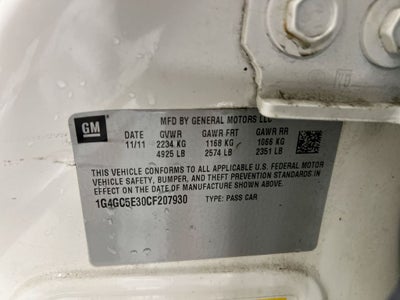 GM
MFD BY GENERAL MOTORS LLC
DATE GVWR GAWR FRT GAWR RR
11/11 2234 KG 1168 KG 1066 KG
4925 LB 2574 LB 2351 LB
THIS VEHICLE CONFORMS TO ALL APPLICABLE U.S. FEDERAL MOTOR
VEHICLE SAFETY, BUMPER, AND THEFT PREVENTION STANDARDS
IN EFFECT ON THE DATE OF MANUFACTURE SHOWN ABOVE.
1G4GC5E30CF207930 TYPE: PASS CAR